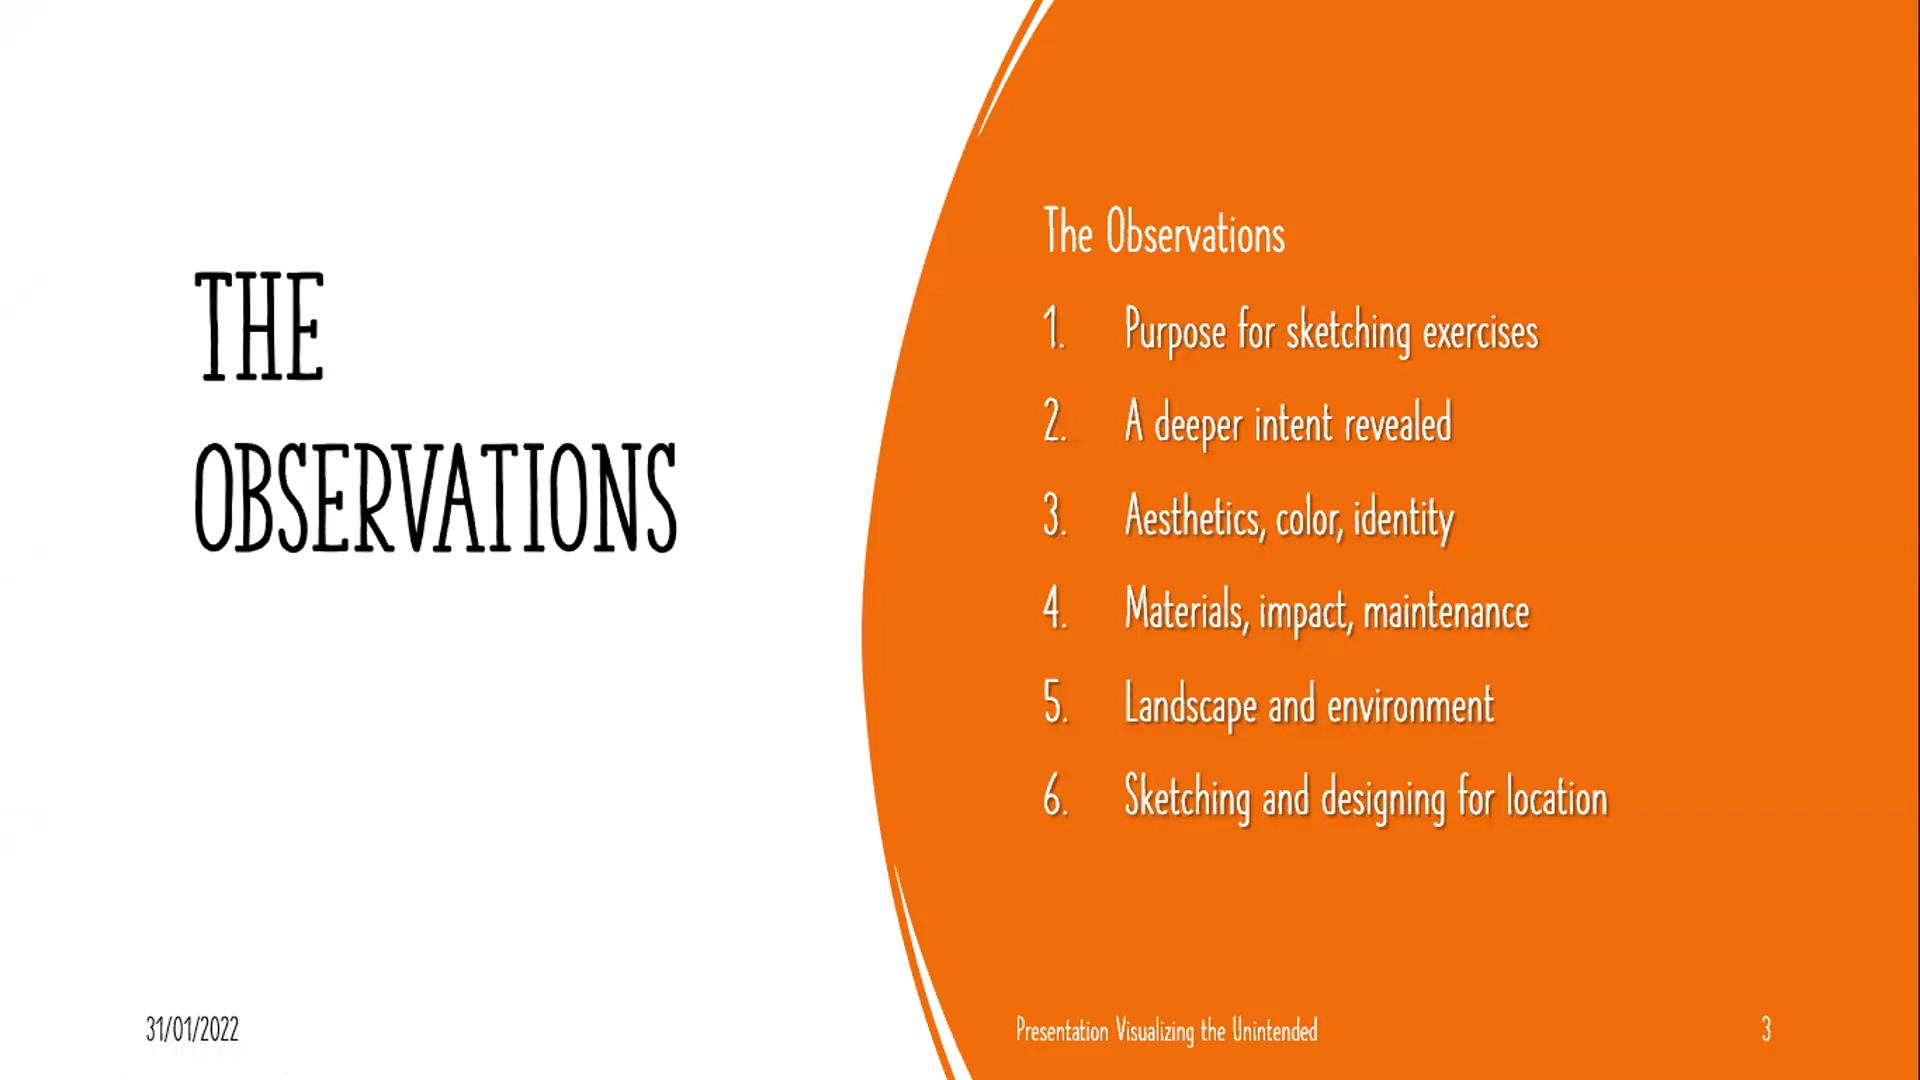 THE
OBSERVATIONS
The Observations
1. Purpose for sketching exercises
2. A deeper intent revealed
3. Aesthetics, color, identity
4. Materials, impact, maintenance
5. Landscape and environment
6. Sketching and designing for location
31/01/2022
Presentation Visualizing the Unintended
3